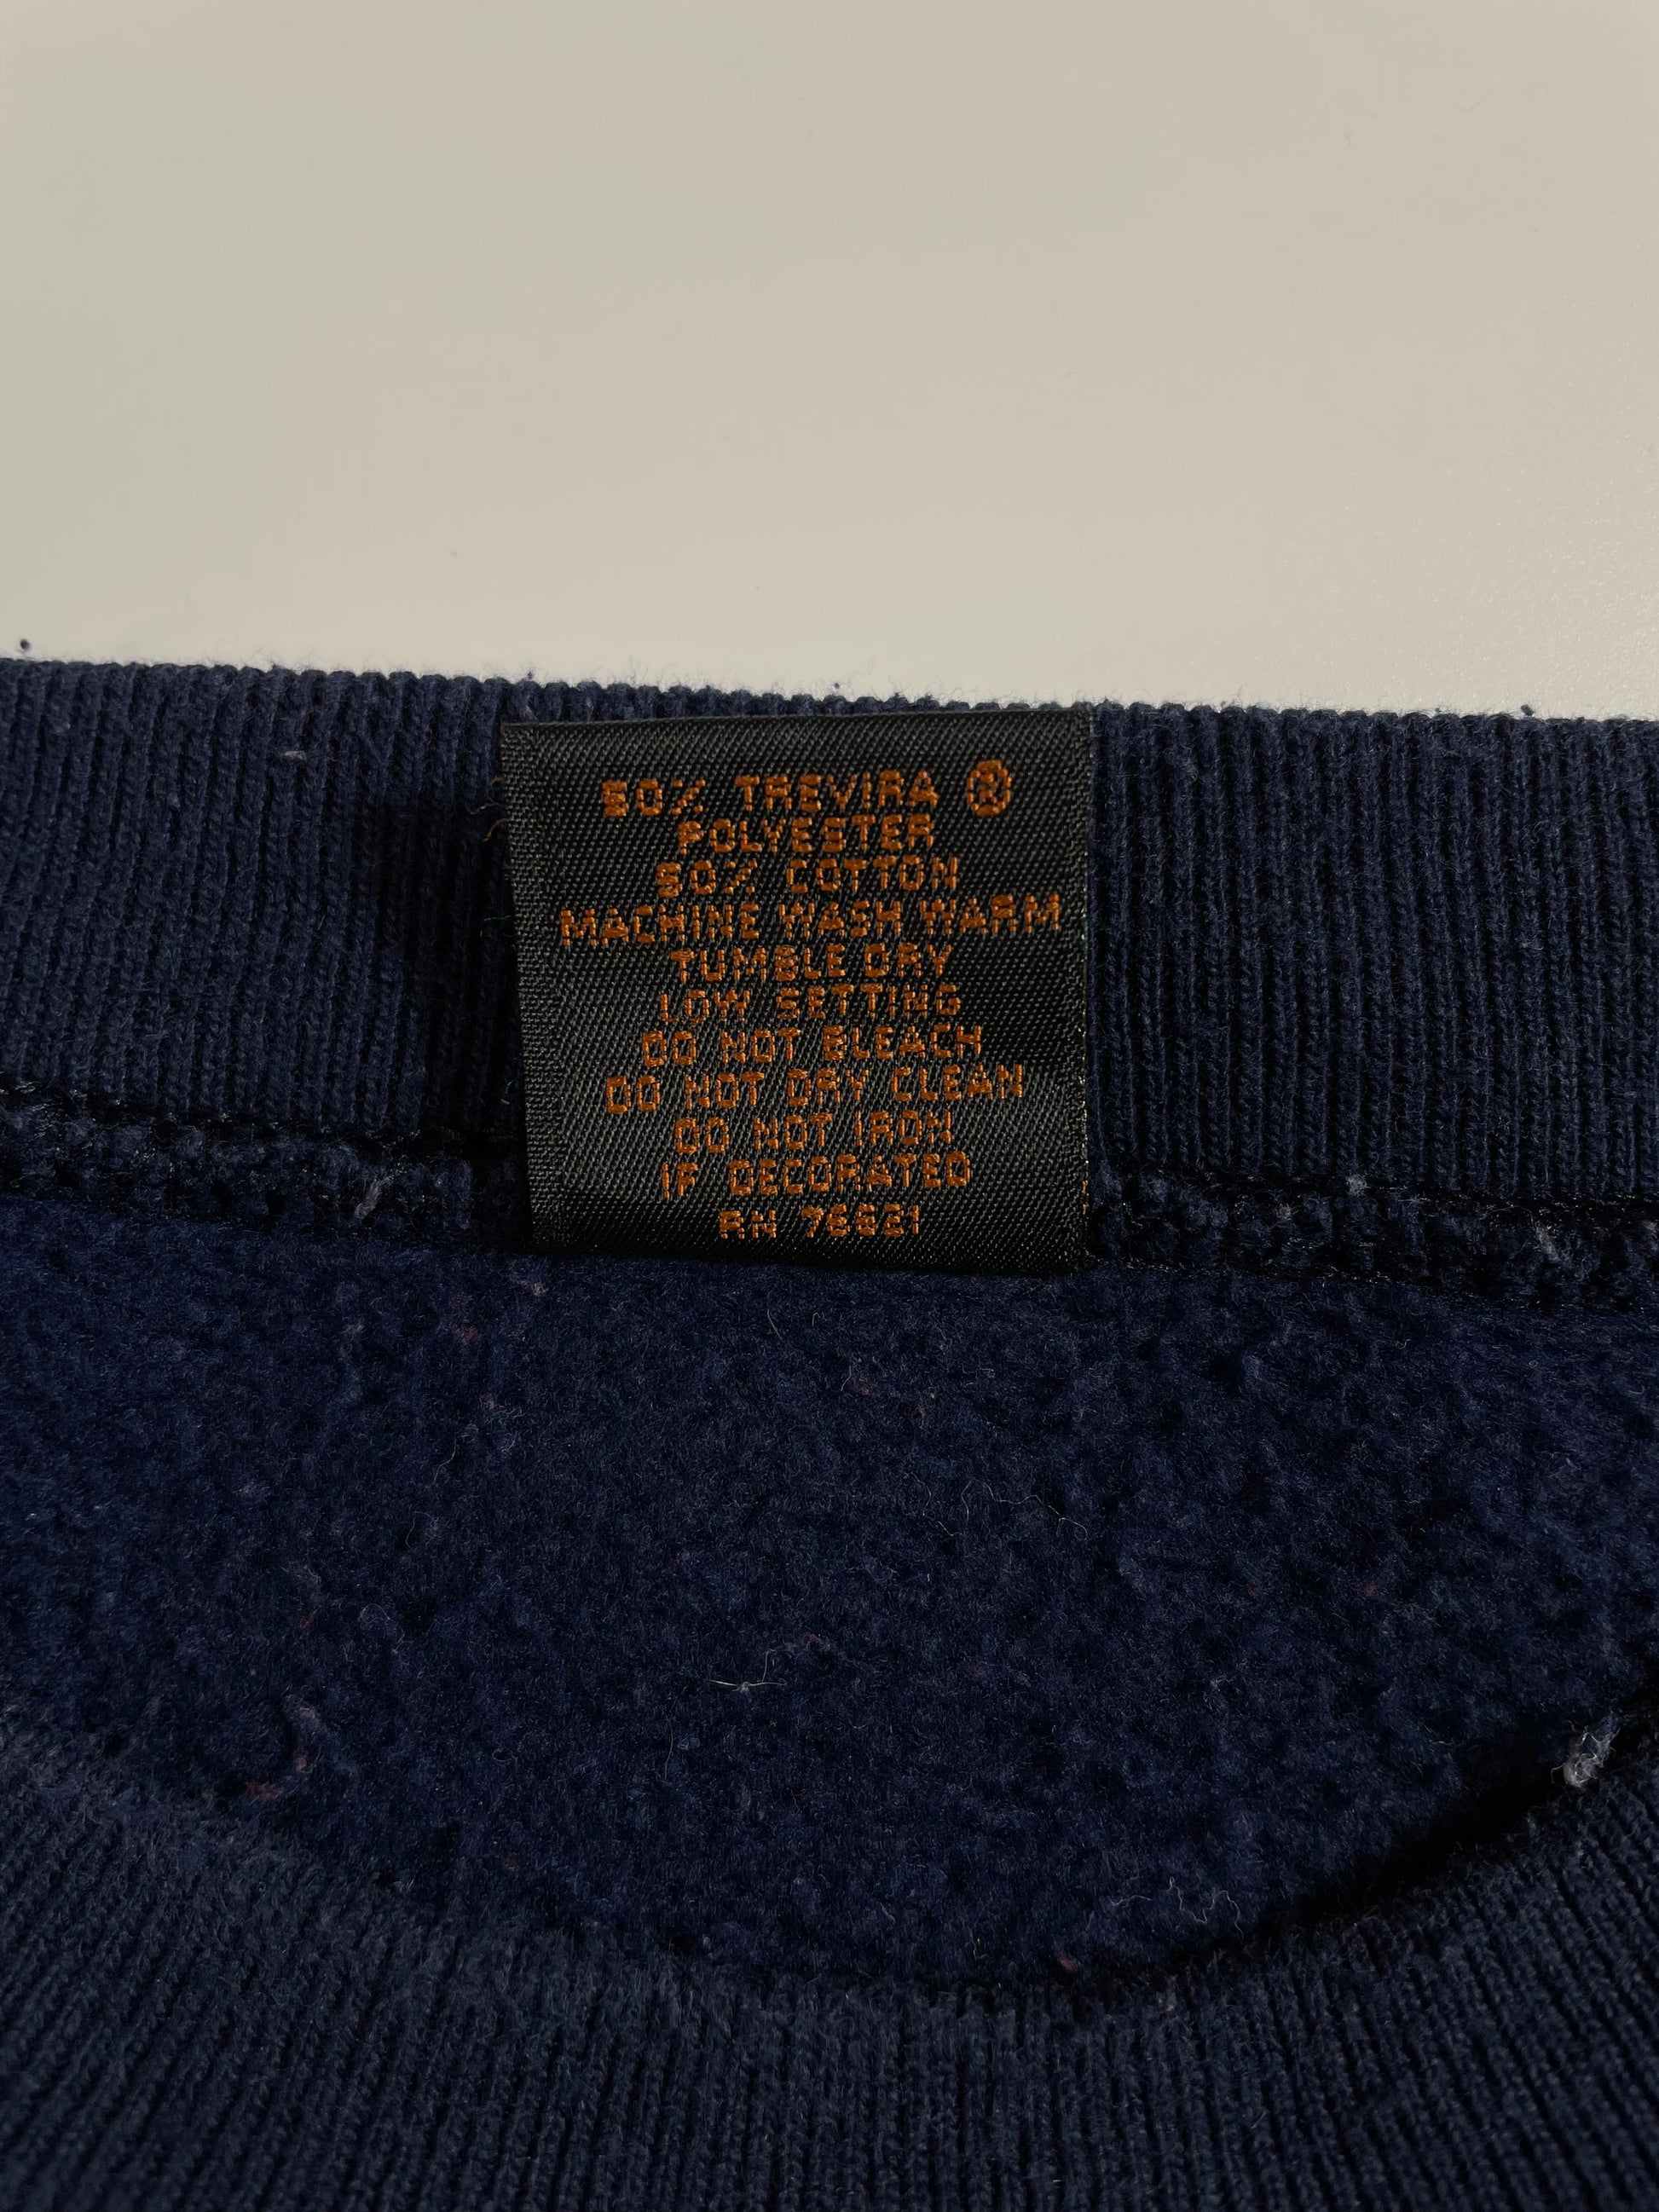 50% TREVIRA ®
POLYESTER
50% COTTON
MACHINE WASH WARM
TUMBLE DRY
LOW SETTING
DO NOT BLEACH
DO NOT DRY CLEAN
DO NOT IRON
IF DECORATED
RN